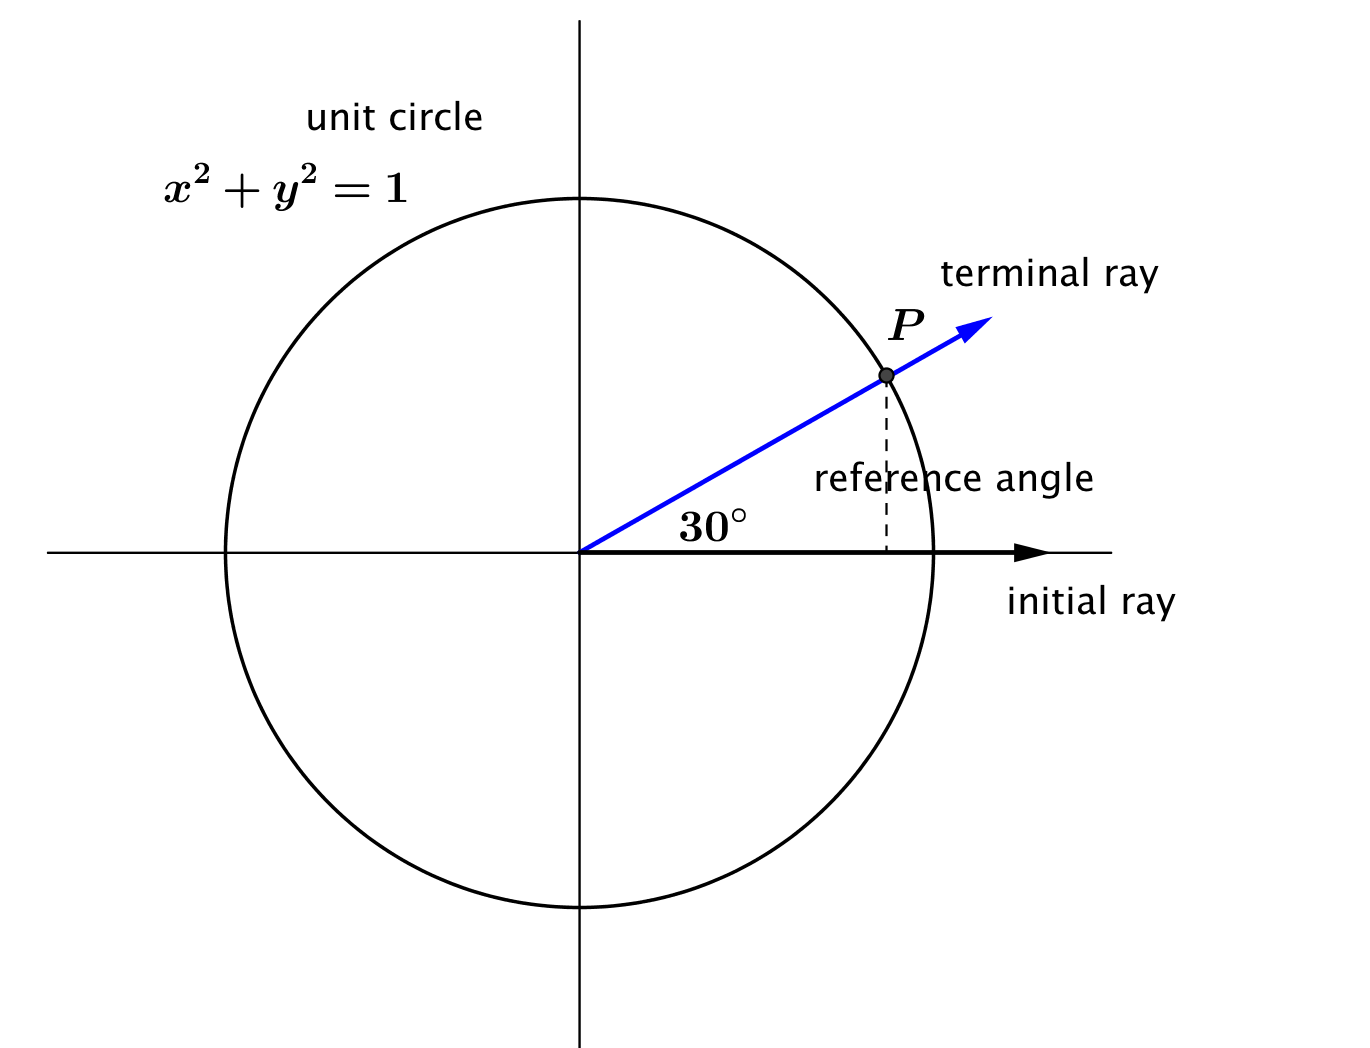 unit circle
x² + y² = 1
terminal ray
P
reference angle
30°
initial ray